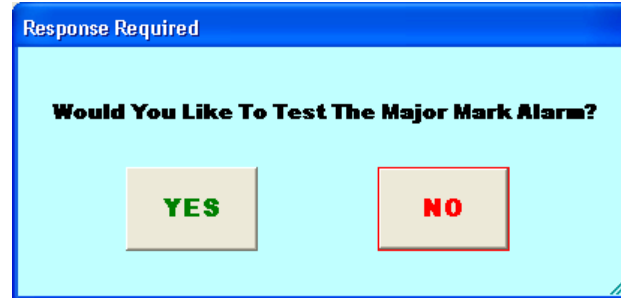 Response Required
Would You Like To Test The Major Mark Alarm?
YES
NO